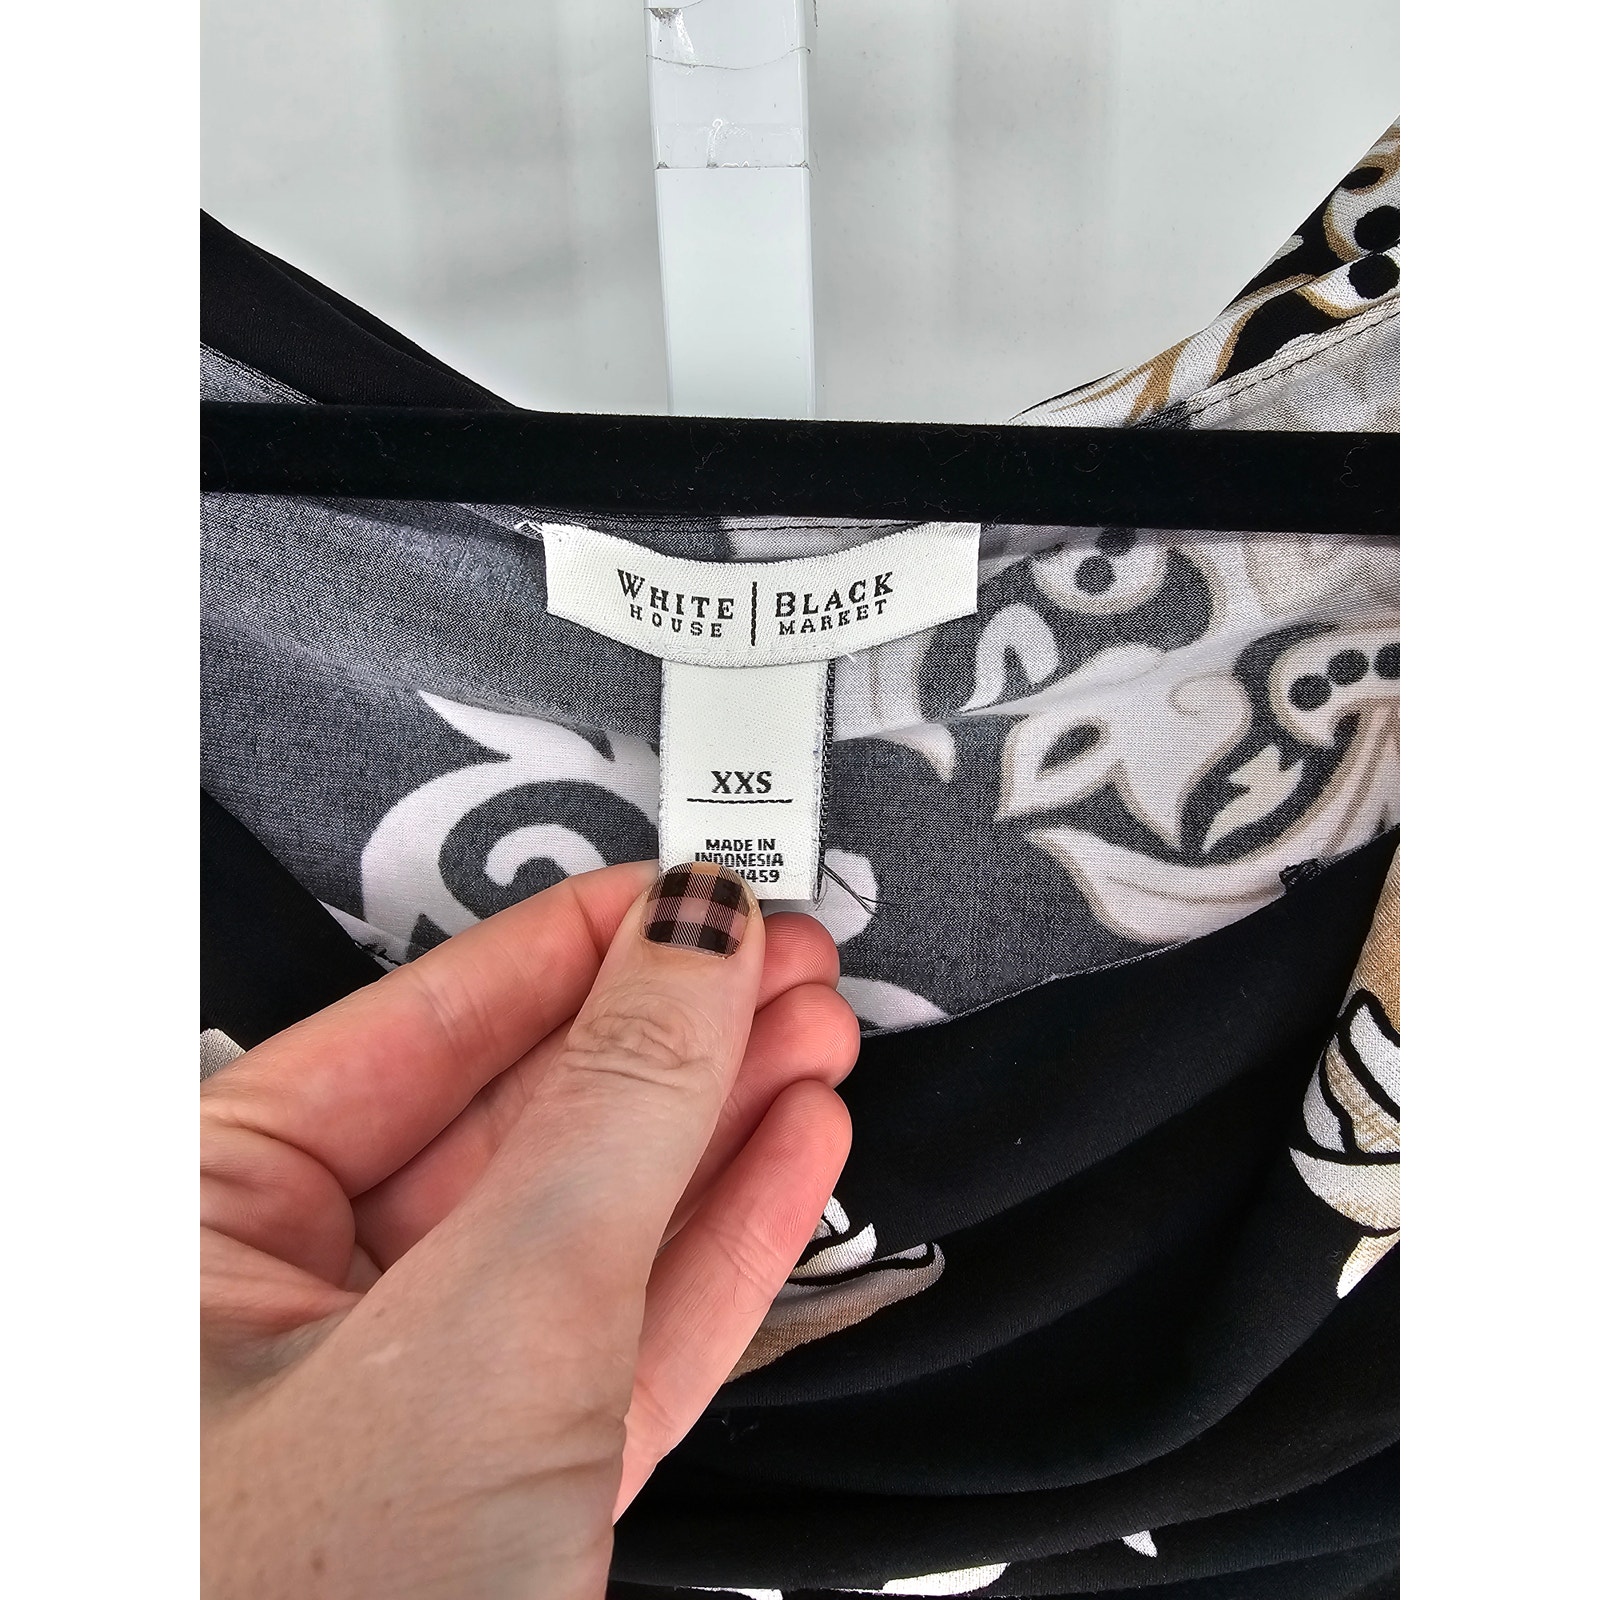 WHITE | BLACK
HOUSE | MARKET
XXS
MADE IN
INDONESIA